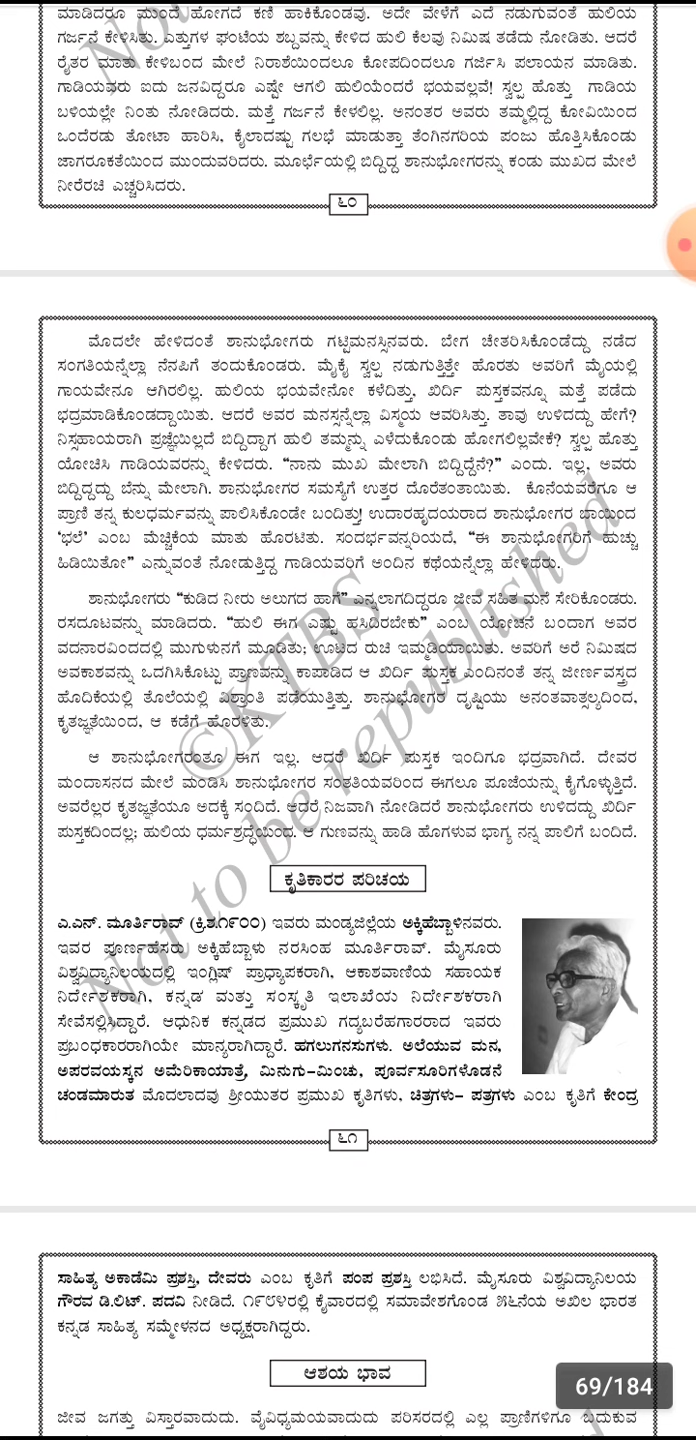 ಮಾಡಿದರೂ ಮುಂದೆ ಹೋಗದೆ ಕಣಿ ಹಾಕಿಕೊಂಡವು. ಅದೇ ವೇಳೆಗೆ ಎದೆ ನಡುಗುವಂತೆ ಹುಲಿಯ
ಗರ್ಜನೆ ಕೇಳಿಸಿತು. ಎತ್ತುಗಳ ಘಂಟೆಯ ಶಬ್ದವನ್ನು ಕೇಳಿದ ಹುಲಿ ಕೆಲವು ನಿಮಿಷ ತಡೆದು ನೋಡಿತು. ಆದರೆ
ರೈತರ ಮಾತು ಕೇಳಿಬಂದ ಮೇಲೆ ನಿರಾಶೆಯಿಂದಲೂ ಕೋಪದಿಂದಲೂ ಗರ್ಜಿಸಿ ಪಲಾಯನ ಮಾಡಿತು.
ಗಾಡಿಯವರು ಐದು ಜನವಿದ್ದರೂ ಎಷ್ಟೇ ಆಗಲಿ ಹುಲಿಯೆಂದರೆ ಭಯವಲ್ಲವೆ! ಸ್ವಲ್ಪ ಹೊತ್ತು ಗಾಡಿಯ
ಬಳಿಯಲ್ಲೇ ನಿಂತು ನೋಡಿದರು. ಮತ್ತೆ ಗರ್ಜನೆ ಕೇಳಲಿಲ್ಲ. ಅನಂತರ ಅವರು ತಮ್ಮಲ್ಲಿದ್ದ ಕೋವಿಯಿಂದ
ಒಂದೆರಡು ತೋಟಾ ಹಾರಿಸಿ, ಕೈಲಾದಷ್ಟು ಗಲಭೆ ಮಾಡುತ್ತಾ ತೆಂಗಿನಗರಿಯ ಪಂಜು ಹೊತ್ತಿಸಿಕೊಂಡು
ಜಾಗರೂಕತೆಯಿಂದ ಮುಂದುವರಿದರು. ಮೂರ್ಛೆಯಲ್ಲಿ ಬಿದ್ದಿದ್ದ ಶಾನುಭೋಗರನ್ನು ಕಂಡು ಮುಖದ ಮೇಲೆ
ನೀರೆರಚಿ ಎಚ್ಚರಿಸಿದರು.
೬೦
ಮೊದಲೇ ಹೇಳಿದಂತೆ ಶಾನುಭೋಗರು ಗಟ್ಟಿಮನಸ್ಸಿನವರು. ಬೇಗ ಚೇತರಿಸಿಕೊಂಡೆದ್ದು ನಡೆದ
ಸಂಗತಿಯನ್ನೆಲ್ಲಾ ನೆನಪಿಗೆ ತಂದುಕೊಂಡರು. ಮೈಕೈ ಸ್ವಲ್ಪ ನಡುಗುತ್ತಿತ್ತೇ ಹೊರತು ಅವರಿಗೆ ಮೈಯಲ್ಲಿ
ಗಾಯವೇನೂ ಆಗಿರಲಿಲ್ಲ. ಹುಲಿಯ ಭಯವೇನೋ ಕಳೆದಿತ್ತು, ಖಿರ್ದಿ ಪುಸ್ತಕವನ್ನೂ ಮತ್ತೆ ಪಡೆದು
ಭದ್ರಮಾಡಿಕೊಂಡದ್ದಾಯಿತು. ಆದರೆ ಅವರ ಮನಸ್ಸನ್ನೆಲ್ಲಾ ವಿಸ್ಮಯ ಆವರಿಸಿತ್ತು. ತಾವು ಉಳಿದದ್ದು ಹೇಗೆ?
ನಿಸ್ಸಹಾಯರಾಗಿ ಪ್ರಜ್ಞೆಯಿಲ್ಲದೆ ಬಿದ್ದಿದ್ದಾಗ ಹುಲಿ ತಮ್ಮನ್ನು ಎಳೆದುಕೊಂಡು ಹೋಗಲಿಲ್ಲವೇಕೆ? ಸ್ವಲ್ಪ ಹೊತ್ತು
ಯೋಚಿಸಿ ಗಾಡಿಯವರನ್ನು ಕೇಳಿದರು. “ನಾನು ಮುಖ ಮೇಲಾಗಿ ಬಿದ್ದಿದ್ದೆನೆ?” ಎಂದು. ಇಲ್ಲ, ಅವರು
ಬಿದ್ದಿದ್ದದ್ದು ಬೆನ್ನು ಮೇಲಾಗಿ. ಶಾನುಭೋಗರ ಸಮಸ್ಯೆಗೆ ಉತ್ತರ ದೊರೆತಂತಾಯಿತು. ಕೊನೆಯವರೆಗೂ ಆ
ಪ್ರಾಣಿ ತನ್ನ ಕುಲಧರ್ಮವನ್ನು ಪಾಲಿಸಿಕೊಂಡೇ ಬಂದಿತ್ತು! ಉದಾರಹೃದಯರಾದ ಶಾನುಭೋಗರ ಬಾಯಿಂದ
‘ಭಲೆ’ ಎಂಬ ಮೆಚ್ಚಿಕೆಯ ಮಾತು ಹೊರಟಿತು. ಸಂದರ್ಭವನ್ನರಿಯದೆ, “ಈ ಶಾನುಭೋಗರಿಗೆ ಹುಚ್ಚು
ಹಿಡಿಯಿತೋ” ಎನ್ನುವಂತೆ ನೋಡುತ್ತಿದ್ದ ಗಾಡಿಯವರಿಗೆ ಅಂದಿನ ಕಥೆಯನ್ನೆಲ್ಲಾ ಹೇಳಿದರು.
ಶಾನುಭೋಗರು “ಕುಡಿದ ನೀರು ಅಲುಗದ ಹಾಗೆ” ಎನ್ನಲಾಗದಿದ್ದರೂ ಜೀವ ಸಹಿತ ಮನೆ ಸೇರಿಕೊಂಡರು.
ರಸದೂಟವನ್ನು ಮಾಡಿದರು. “ಹುಲಿ ಈಗ ಎಷ್ಟು ಹಸಿದಿರಬೇಕು” ಎಂಬ ಯೋಚನೆ ಬಂದಾಗ ಅವರ
ವದನಾರವಿಂದದಲ್ಲಿ ಮುಗುಳುನಗೆ ಮೂಡಿತು; ಊಟದ ರುಚಿ ಇಮ್ಮಡಿಯಾಯಿತು. ಅವರಿಗೆ ಅರೆ ನಿಮಿಷದ
ಅವಕಾಶವನ್ನು ಒದಗಿಸಿಕೊಟ್ಟು ಪ್ರಾಣವನ್ನು ಕಾಪಾಡಿದ ಆ ಖಿರ್ದಿ ಪುಸ್ತಕ ಎಂದಿನಂತೆ ತನ್ನ ಜೀರ್ಣವಸ್ತ್ರದ
ಹೊದಿಕೆಯಲ್ಲಿ ತೊಲೆಯಲ್ಲಿ ವಿಶ್ರಾಂತಿ ಪಡೆಯುತ್ತಿತ್ತು. ಶಾನುಭೋಗರ ದೃಷ್ಟಿಯು ಅನಂತವಾತ್ಸಲ್ಯದಿಂದ,
ಕೃತಜ್ಞತೆಯಿಂದ, ಆ ಕಡೆಗೆ ಹೊರಳಿತು.
ಆ ಶಾನುಭೋಗರಂತೂ ಈಗ ಇಲ್ಲ. ಆದರೆ ಖಿರ್ದಿ ಪುಸ್ತಕ ಇಂದಿಗೂ ಭದ್ರವಾಗಿದೆ. ದೇವರ
ಮಂದಾಸನದ ಮೇಲೆ ಮಂಡಿಸಿ ಶಾನುಭೋಗರ ಸಂತತಿಯವರಿಂದ ಈಗಲೂ ಪೂಜೆಯನ್ನು ಕೈಗೊಳ್ಳುತ್ತಿದೆ.
ಅವರೆಲ್ಲರ ಕೃತಜ್ಞತೆಯೂ ಅದಕ್ಕೆ ಸಂದಿದೆ. ಆದರೆ ನಿಜವಾಗಿ ನೋಡಿದರೆ ಶಾನುಭೋಗರು ಉಳಿದದ್ದು ಖಿರ್ದಿ
ಪುಸ್ತಕದಿಂದಲ್ಲ; ಹುಲಿಯ ಧರ್ಮಶ್ರದ್ಧೆಯಿಂದ. ಆ ಗುಣವನ್ನು ಹಾಡಿ ಹೊಗಳುವ ಭಾಗ್ಯ ನನ್ನ ಪಾಲಿಗೆ ಬಂದಿದೆ.
©KTBS
Not to be republished
ಕೃತಿಕಾರರ ಪರಿಚಯ
ಎ.ಎನ್. ಮೂರ್ತಿರಾವ್ (ಕ್ರಿ.ಶ.೧೯೦೦) ಇವರು ಮಂಡ್ಯಜಿಲ್ಲೆಯ ಅಕ್ಕಿಹೆಬ್ಬಾಳಿನವರು.
ಇವರ ಪೂರ್ಣಹೆಸರು ಅಕ್ಕಿಹೆಬ್ಬಾಳು ನರಸಿಂಹ ಮೂರ್ತಿರಾವ್. ಮೈಸೂರು
ವಿಶ್ವವಿದ್ಯಾನಿಲಯದಲ್ಲಿ ಇಂಗ್ಲಿಷ್ ಪ್ರಾಧ್ಯಾಪಕರಾಗಿ, ಆಕಾಶವಾಣಿಯ ಸಹಾಯಕ
ನಿರ್ದೇಶಕರಾಗಿ, ಕನ್ನಡ ಮತ್ತು ಸಂಸ್ಕೃತಿ ಇಲಾಖೆಯ ನಿರ್ದೇಶಕರಾಗಿ
ಸೇವೆಸಲ್ಲಿಸಿದ್ದಾರೆ. ಆಧುನಿಕ ಕನ್ನಡದ ಪ್ರಮುಖ ಗದ್ಯಬರೆಹಗಾರರಾದ ಇವರು
ಪ್ರಬಂಧಕಾರರಾಗಿಯೇ ಮಾನ್ಯರಾಗಿದ್ದಾರೆ. ಹಗಲುಗನಸುಗಳು. ಅಲೆಯುವ ಮನ,
ಅಪರವಯಸ್ಕನ ಅಮೆರಿಕಾಯಾತ್ರೆ, ಮಿನುಗು-ಮಿಂಚು, ಪೂರ್ವಸೂರಿಗಳೊಡನೆ
ಚಂಡಮಾರುತ ಮೊದಲಾದವು ಶ್ರೀಯುತರ ಪ್ರಮುಖ ಕೃತಿಗಳು, ಚಿತ್ರಗಳು- ಪತ್ರಗಳು ಎಂಬ ಕೃತಿಗೆ ಕೇಂದ್ರ
೬೧
ಸಾಹಿತ್ಯ ಅಕಾಡೆಮಿ ಪ್ರಶಸ್ತಿ, ದೇವರು ಎಂಬ ಕೃತಿಗೆ ಪಂಪ ಪ್ರಶಸ್ತಿ ಲಭಿಸಿದೆ. ಮೈಸೂರು ವಿಶ್ವವಿದ್ಯಾನಿಲಯ
ಗೌರವ ಡಿ.ಲಿಟ್. ಪದವಿ ನೀಡಿದೆ. ೧೯೮೪ರಲ್ಲಿ ಕೈವಾರದಲ್ಲಿ ಸಮಾವೇಶಗೊಂಡ ೫೬ನೆಯ ಅಖಿಲ ಭಾರತ
ಕನ್ನಡ ಸಾಹಿತ್ಯ ಸಮ್ಮೇಳನದ ಅಧ್ಯಕ್ಷರಾಗಿದ್ದರು.
ಆಶಯ ಭಾವ
69/184
ಜೀವ ಜಗತ್ತು ವಿಸ್ತಾರವಾದುದು. ವೈವಿಧ್ಯಮಯವಾದುದು ಪರಿಸರದಲ್ಲಿ ಎಲ್ಲ ಪ್ರಾಣಿಗಳಿಗೂ ಬದುಕುವ